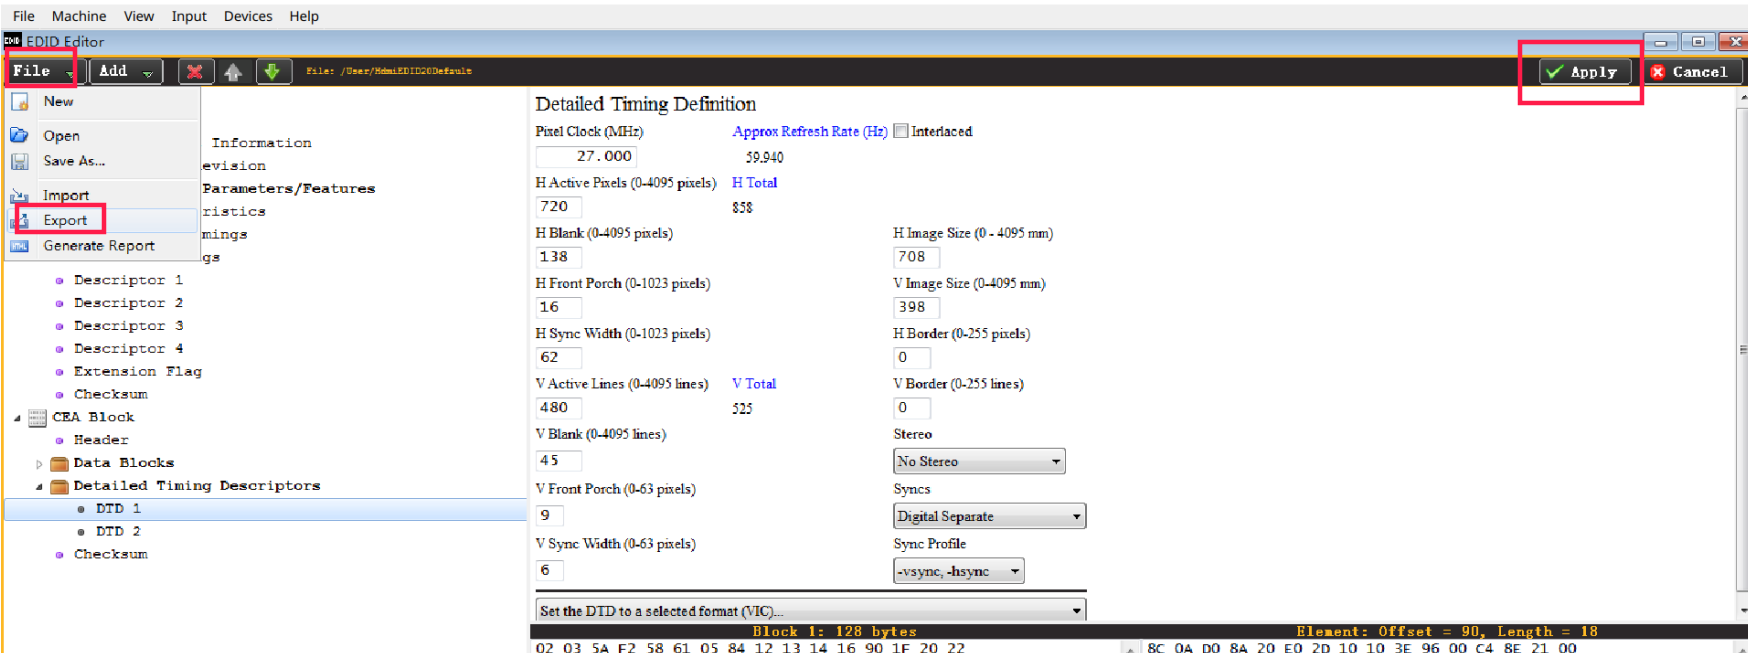 File Machine View Input Devices Help
EDID EDID Editor
File Add File: /User/HdmiEDID20Default Apply Cancel
New
Open
Save As...
Import
Export
Generate Report
Information
evision
Parameters/Features
ristics
mings
gs
Descriptor 1
Descriptor 2
Descriptor 3
Descriptor 4
Extension Flag
Checksum
CEA Block
Header
Data Blocks
Detailed Timing Descriptors
DTD 1
DTD 2
Checksum
Detailed Timing Definition
Pixel Clock (MHz) Approx Refresh Rate (Hz) Interlaced
27.000 59.940
H Active Pixels (0-4095 pixels) H Total
720 858
H Blank (0-4095 pixels) H Image Size (0 - 4095 mm)
138 708
H Front Porch (0-1023 pixels) V Image Size (0-4095 mm)
16 398
H Sync Width (0-1023 pixels) H Border (0-255 pixels)
62 0
V Active Lines (0-4095 lines) V Total V Border (0-255 lines)
480 525 0
V Blank (0-4095 lines) Stereo
45 No Stereo
V Front Porch (0-63 pixels) Syncs
9 Digital Separate
V Sync Width (0-63 pixels) Sync Profile
6 -vsync, -hsync
Set the DTD to a selected format (VIC)...
Block 1: 128 bytes Element: Offset = 90, Length = 18
02 03 5A F2 58 61 05 84 12 13 14 16 90 1F 20 22 8C 0A D0 8A 20 E0 2D 10 10 3E 96 00 C4 8E 21 00